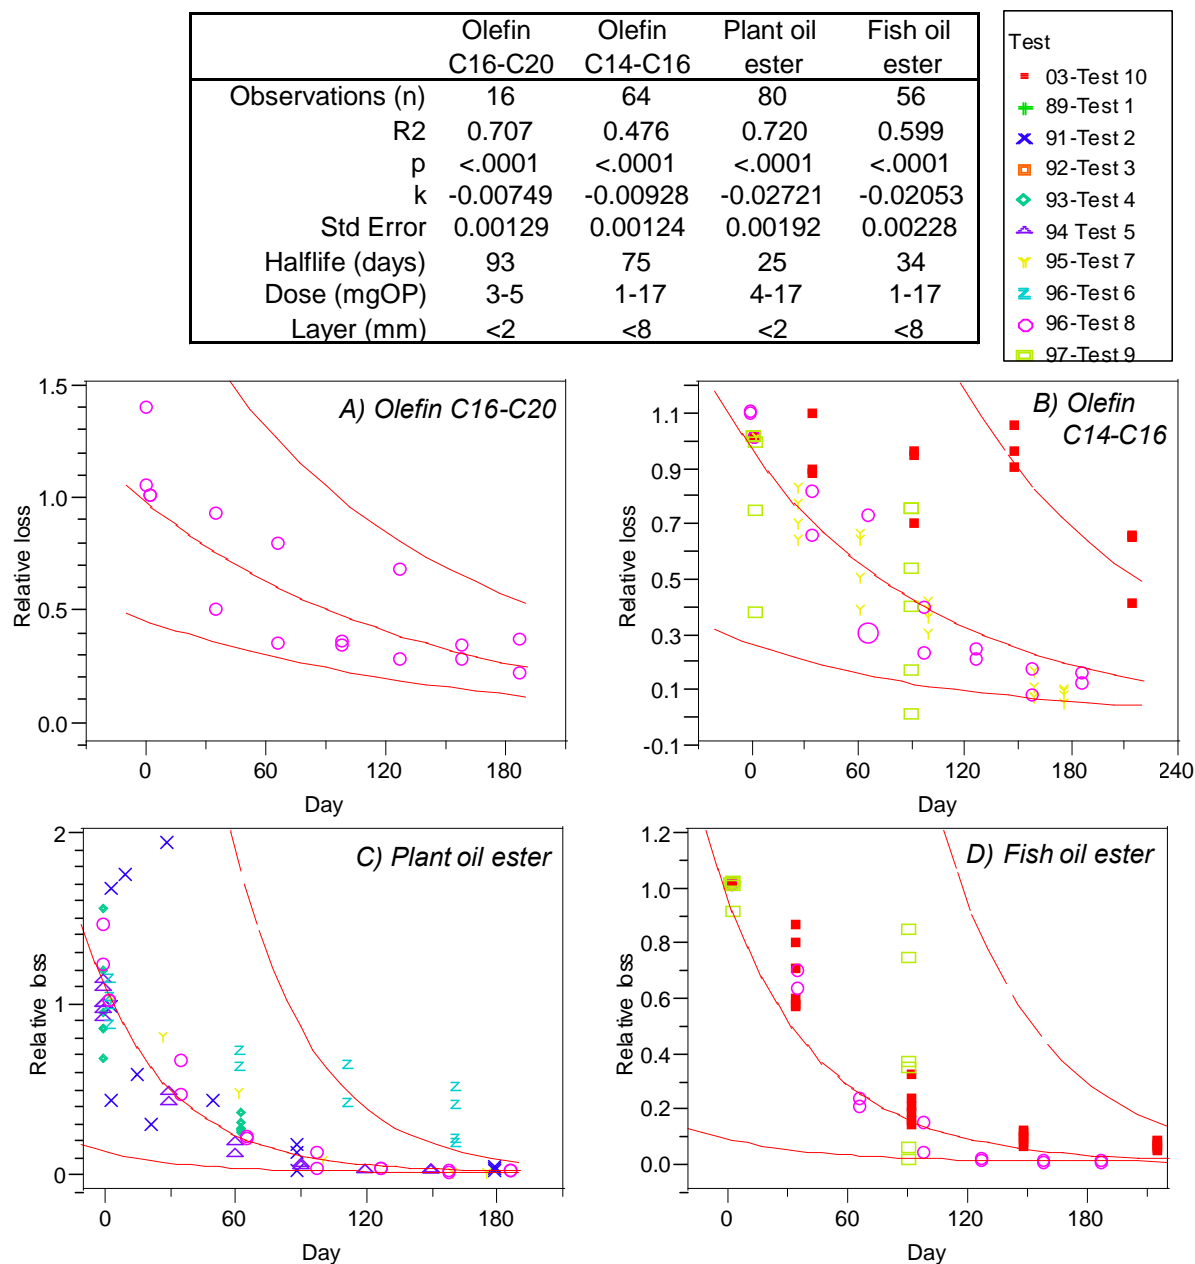 Olefin C16-C20 Olefin C14-C16 Plant oil ester Fish oil ester
Observations (n) 16 64 80 56
R2 0.707 0.476 0.720 0.599
p <.0001 <.0001 <.0001 <.0001
k -0.00749 -0.00928 -0.02721 -0.02053
Std Error 0.00129 0.00124 0.00192 0.00228
Halflife (days) 93 75 25 34
Dose (mgOP) 3-5 1-17 4-17 1-17
Layer (mm) <2 <8 <2 <8
Test
03-Test 10
89-Test 1
91-Test 2
92-Test 3
93-Test 4
94 Test 5
95-Test 7
96-Test 6
96-Test 8
97-Test 9
A) Olefin C16-C20
Relative loss
1.5
1.0
0.5
0.0
0 60 120 180
Day
B) Olefin
C14-C16
Relative loss
1.1
0.9
0.7
0.5
0.3
0.1
-0.1
0 60 120 180 240
Day
C) Plant oil ester
Relative loss
2
1
0
0 60 120 180
Day
D) Fish oil ester
Relative loss
1.2
1.0
0.8
0.6
0.4
0.2
0.0
0 60 120 180
Day